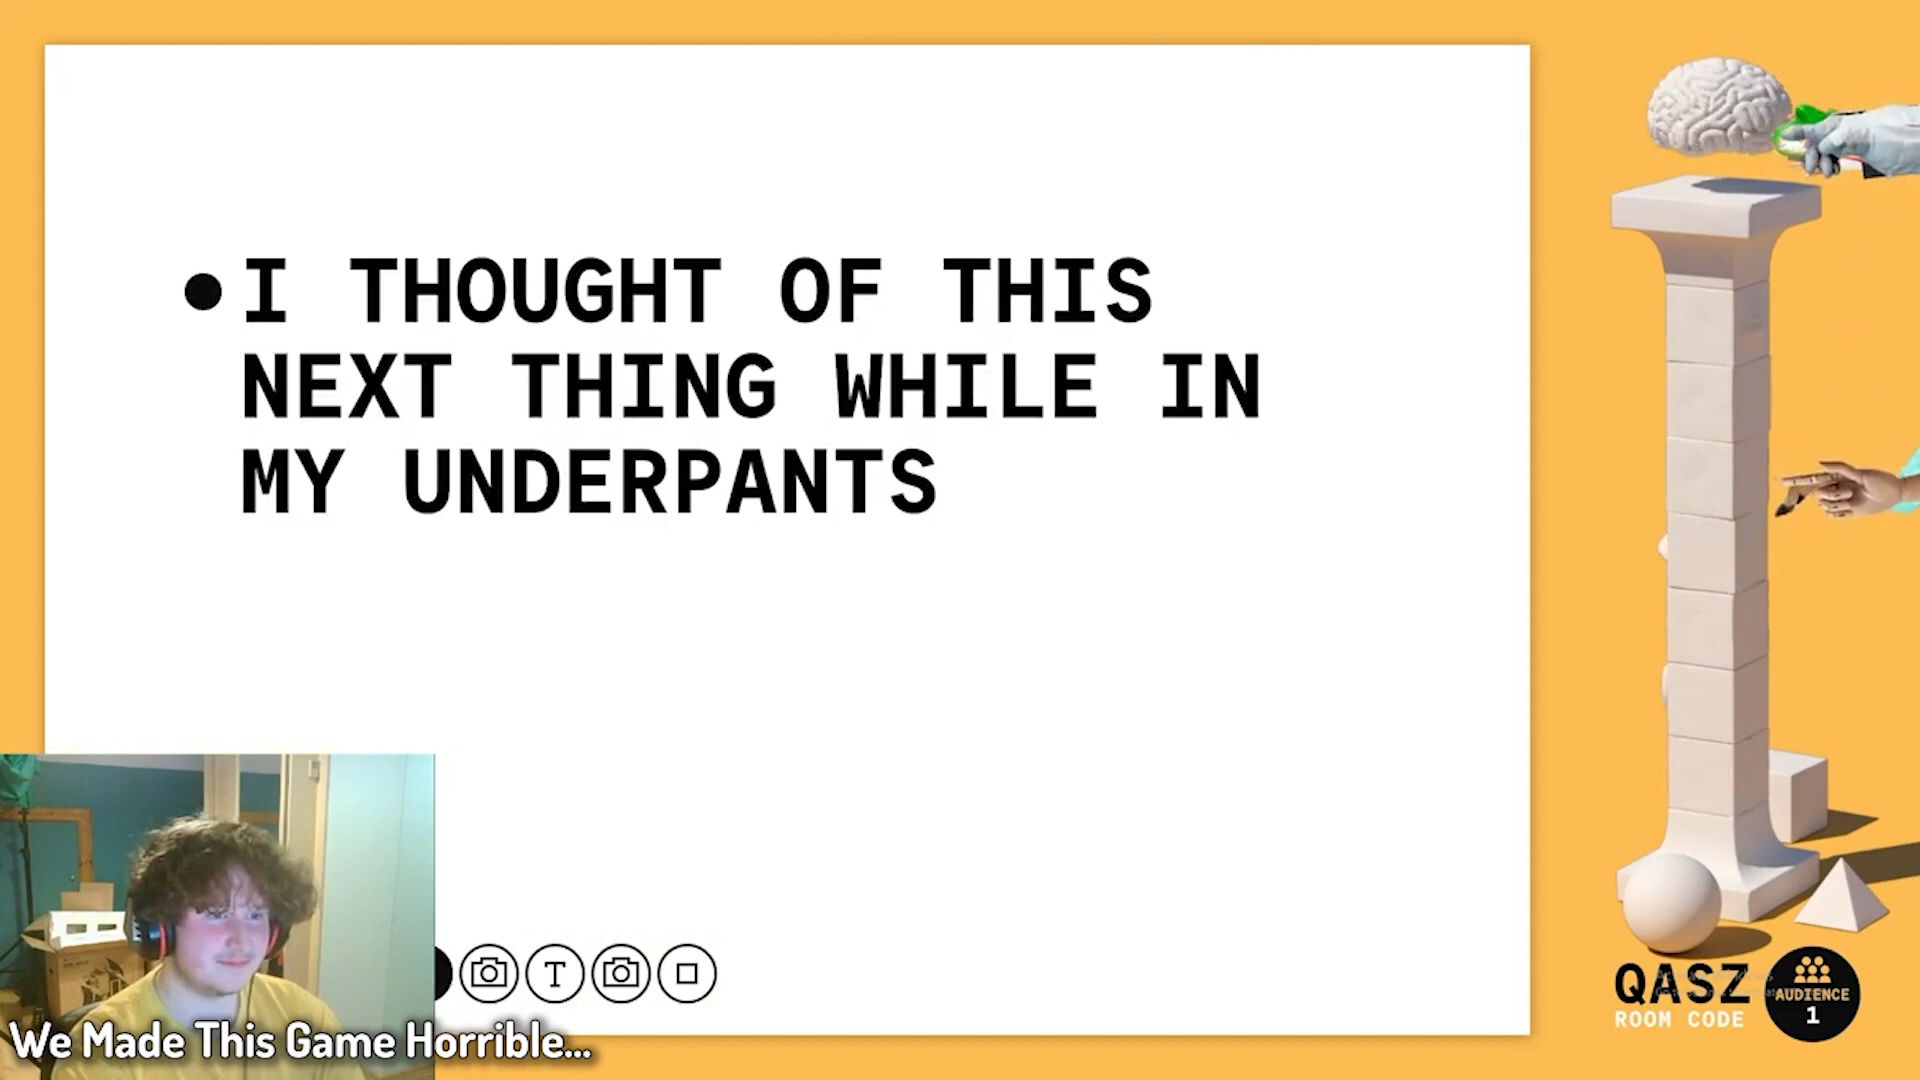 ●I THOUGHT OF THIS
NEXT THING WHILE IN
MY UNDERPANTS
T
QASZ
ROOM CODE
AUDIENCE
1
We Made This Game Horrible...